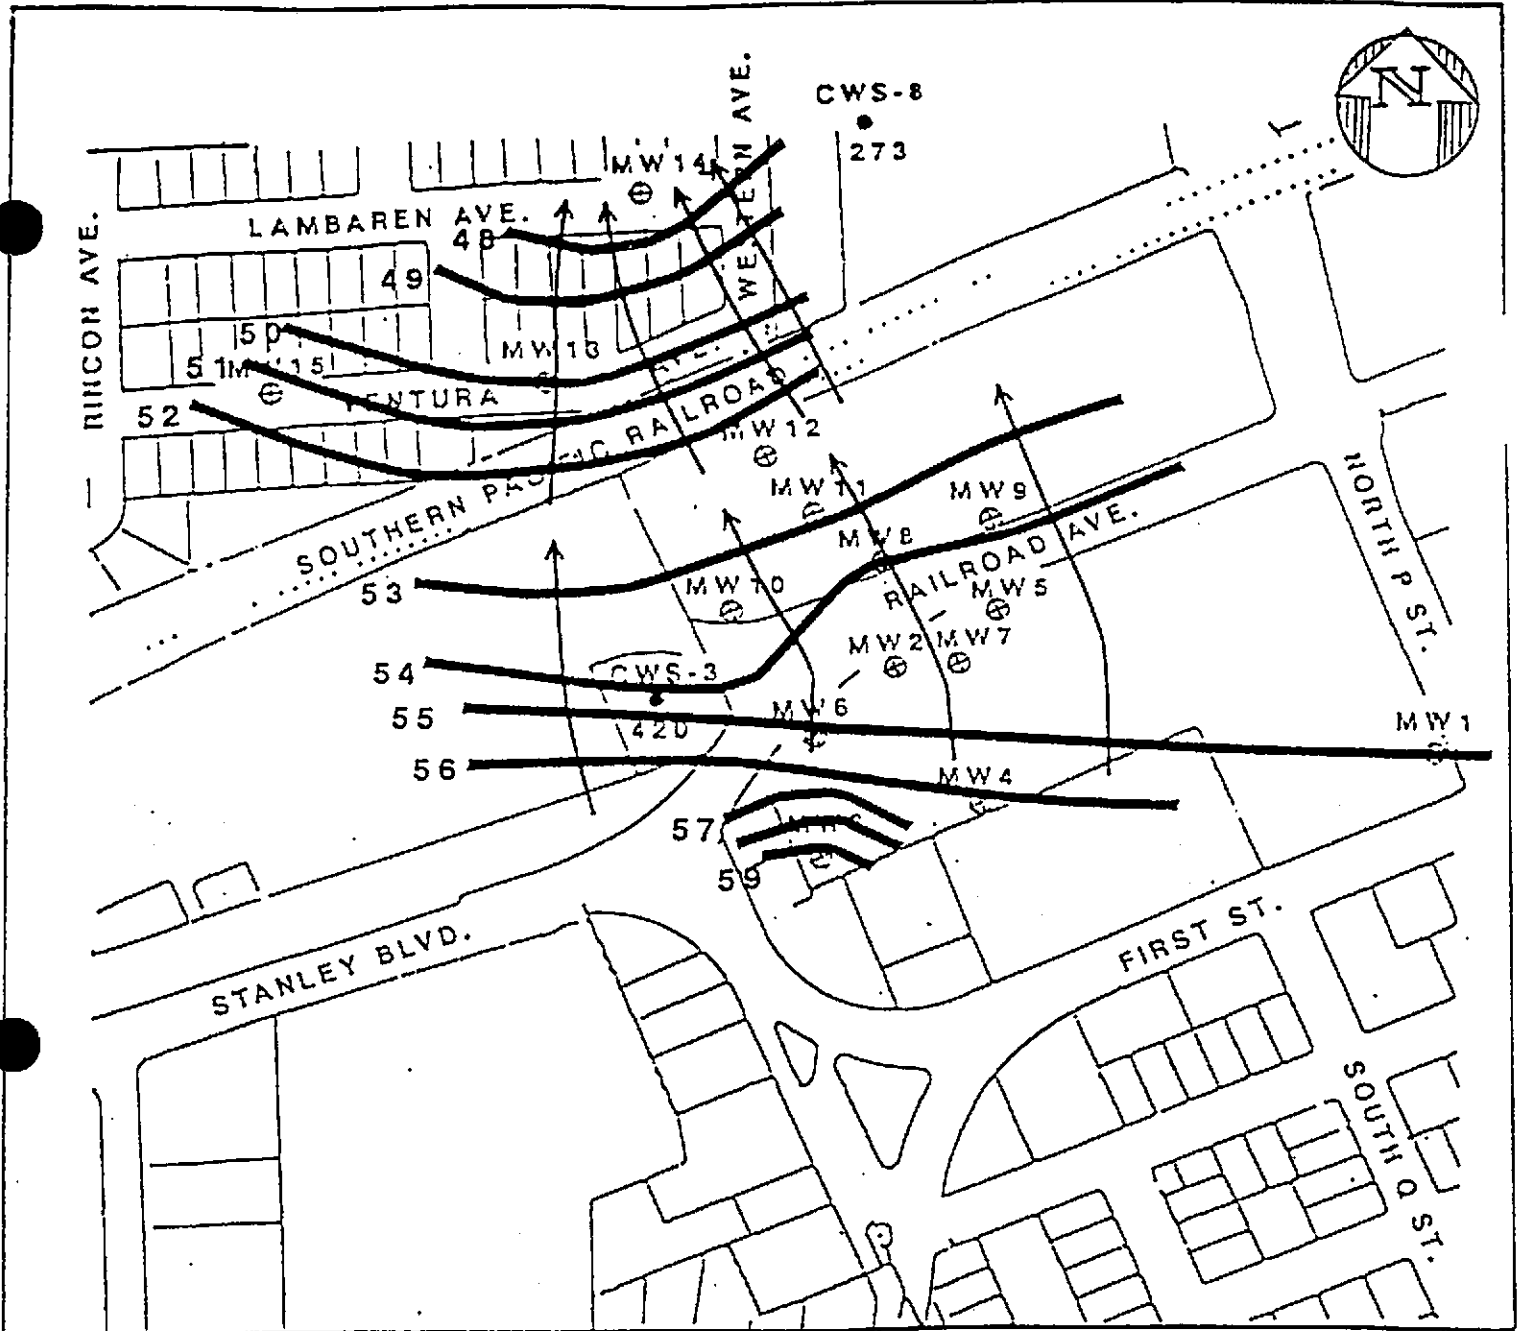 N
CWS-8
273
WESTERN AVE.
MW14
LAMBAREN AVE.
48
49
RINCON AVE.
50
MW13
51
MW15
VENTURA
52
SOUTHERN PACIFIC RAILROAD
MW12
MW11
MW9
MW8
RAILROAD AVE.
NORTH P ST.
53
MW10
MW5
MW2
MW7
54
CWS-3
420
55
MW6
MW1
56
MW4
57
59
FIRST ST.
STANLEY BLVD.
SOUTH Q ST.